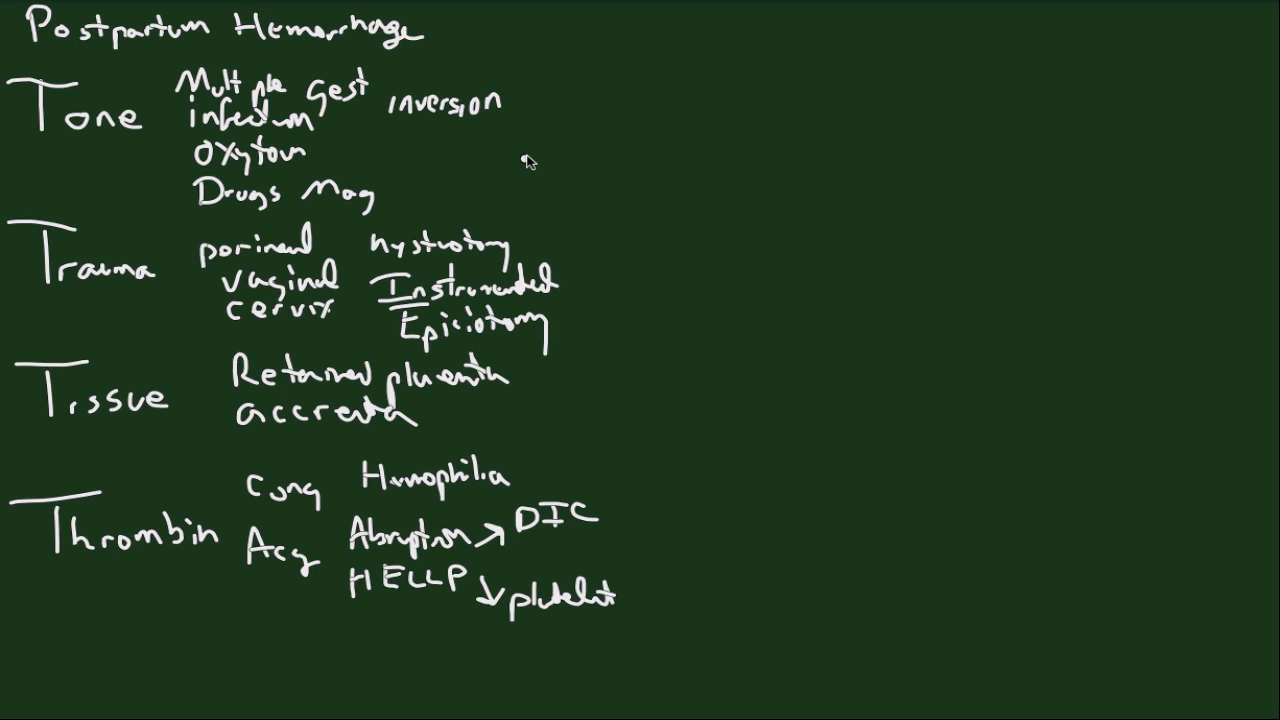 Postpartum Hemorrhage
Tone
Multiple Gest inversion
infection
Oxytocin
Drugs Mag
Trauma
perineal hysterotomy
vaginal Instrumented
cervix Episiotomy
Tissue
Retained placenta
accreta
Thrombin
Cong Hemophilia
Acq Abruption → DIC
HELLP ↓ platelet